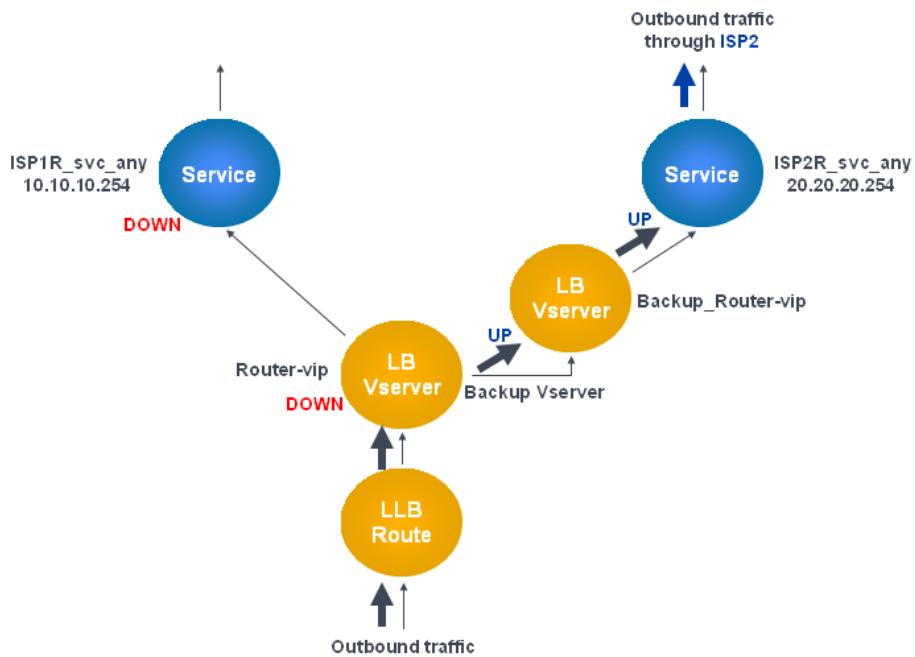 Outbound traffic
through ISP2
ISP1R_svc_any
10.10.10.254
Service
Service
ISP2R_svc_any
20.20.20.254
DOWN
UP
LB
Vserver
Backup_Router-vip
UP
Router-vip
LB
Vserver
Backup Vserver
DOWN
LLB
Route
Outbound traffic